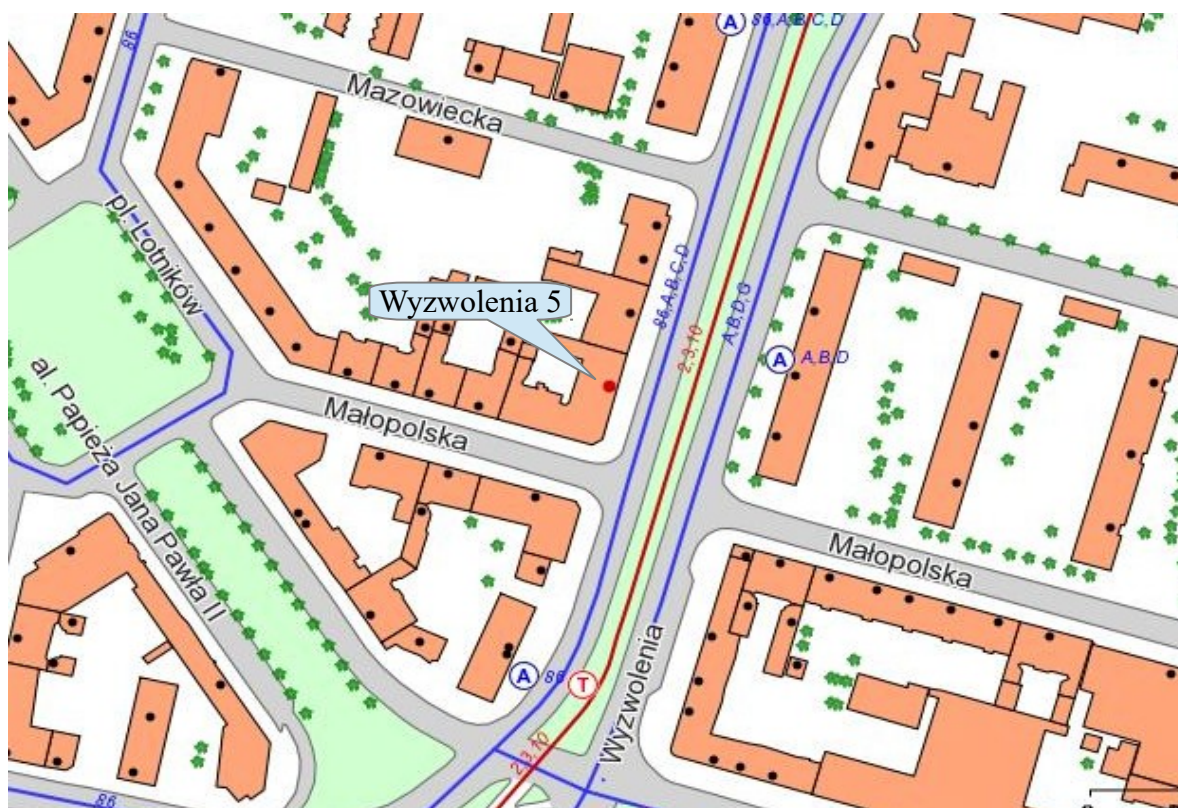 A 86,A,B,C,D
86
A,B,C,D
Mazowiecka
pl. Lotników
Wyzwolenia 5
86,A,B,C,D
2,3,10
A,B,D,G
A A,B,D
al. Papieża Jana Pawła II
Małopolska
Małopolska
A 86
T
Wyzwolenia
2,3,10
86